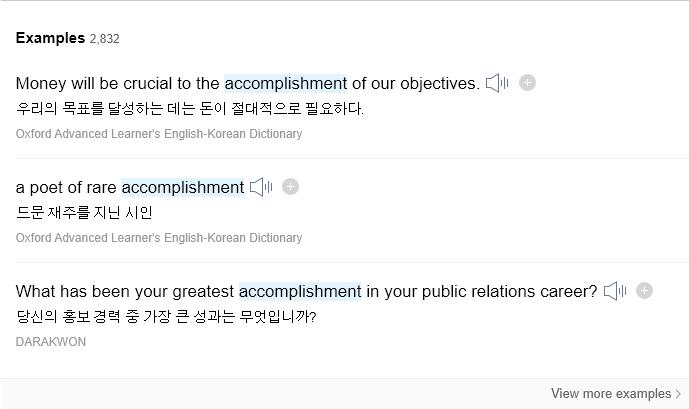 Examples 2,832
Money will be crucial to the accomplishment of our objectives.
우리의 목표를 달성하는 데는 돈이 절대적으로 필요하다.
Oxford Advanced Learner's English-Korean Dictionary
a poet of rare accomplishment
드문 재주를 지닌 시인
Oxford Advanced Learner's English-Korean Dictionary
What has been your greatest accomplishment in your public relations career?
당신의 홍보 경력 중 가장 큰 성과는 무엇입니까?
DARAKWON
View more examples